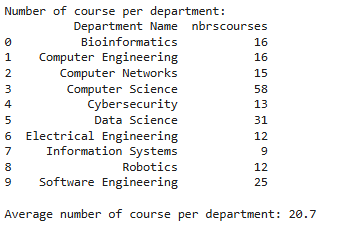 Number of course per department:
Department Name nbrscourses
0 Bioinformatics 16
1 Computer Engineering 16
2 Computer Networks 15
3 Computer Science 58
4 Cybersecurity 13
5 Data Science 31
6 Electrical Engineering 12
7 Information Systems 9
8 Robotics 12
9 Software Engineering 25
Average number of course per department: 20.7